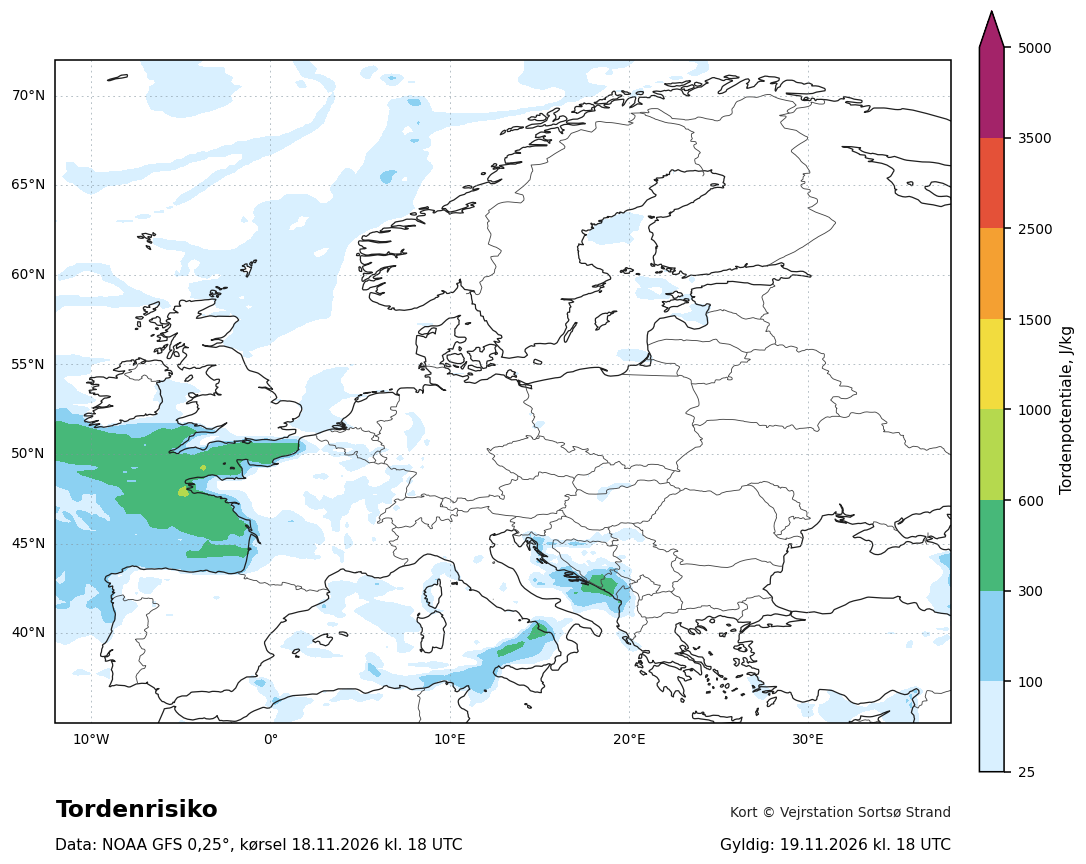 70°N
65°N
60°N
55°N
50°N
45°N
40°N
10°W
0°
10°E
20°E
30°E
5000
3500
2500
1500
1000
600
300
100
25
Tordenpotentiale, J/kg
Tordenrisiko
Kort © Vejrstation Sortsø Strand
Data: NOAA GFS 0,25°, kørsel 18.11.2026 kl. 18 UTC
Gyldig: 19.11.2026 kl. 18 UTC